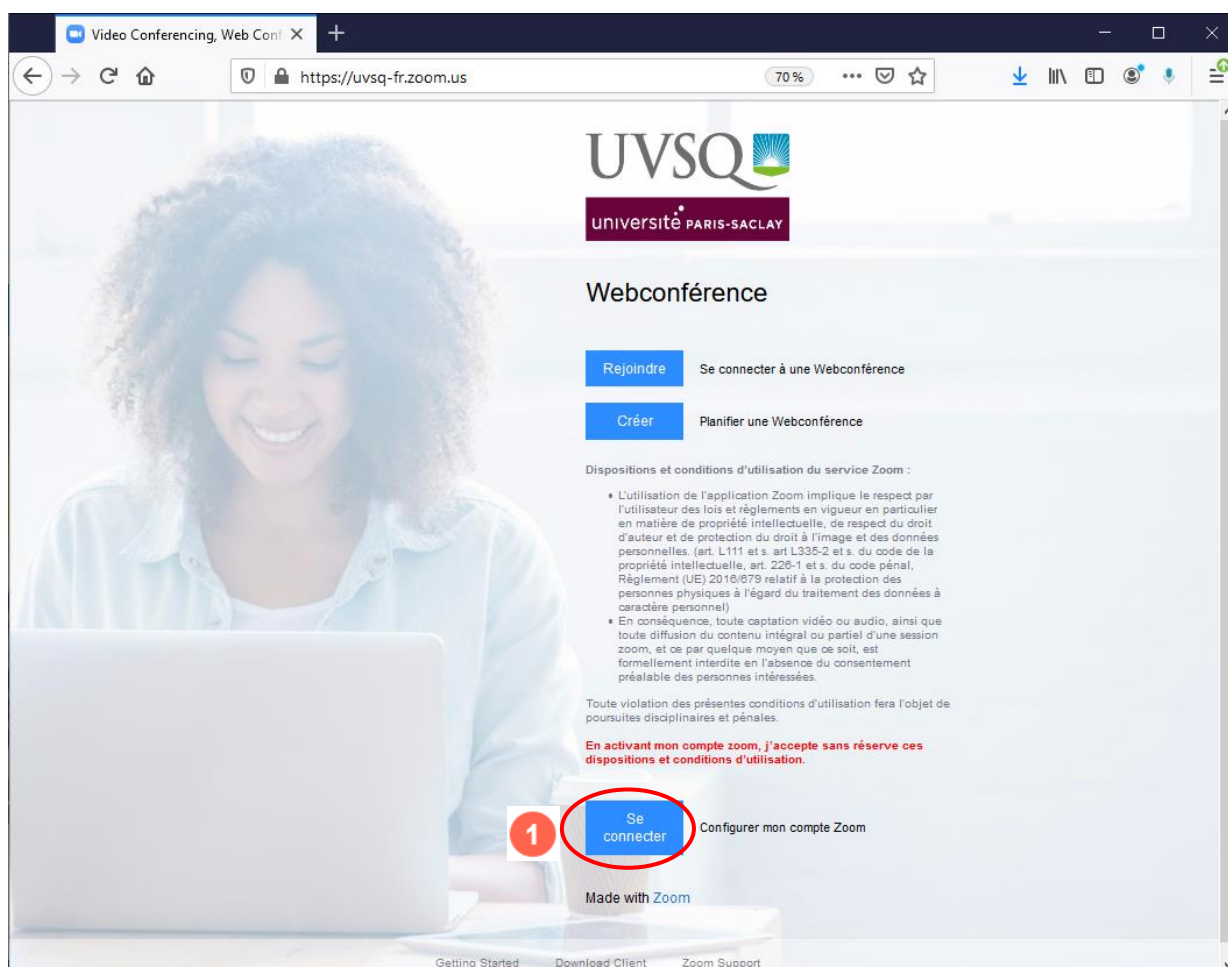 Video Conferencing, Web Conf
https://uvsq-fr.zoom.us
70 %
UVSQ
université PARIS-SACLAY
Webconférence
Rejoindre Se connecter à une Webconférence
Créer Planifier une Webconférence
Dispositions et conditions d'utilisation du service Zoom :
L'utilisation de l'application Zoom implique le respect par
l'utilisateur des lois et règlements en vigueur en particulier
en matière de propriété intellectuelle, de respect du droit
d'auteur et de protection du droit à l'image et des données
personnelles. (art. L111 et s. art L335-2 et s. du code de la
propriété intellectuelle, art. 226-1 et s. du code pénal,
Règlement (UE) 2016/679 relatif à la protection des
personnes physiques à l'égard du traitement des données à
caractère personnel)
En conséquence, toute captation vidéo ou audio, ainsi que
toute diffusion du contenu intégral ou partiel d'une session
zoom, et ce par quelque moyen que ce soit, est
formellement interdite en l'absence du consentement
préalable des personnes intéressées.
Toute violation des présentes conditions d'utilisation fera l'objet de
poursuites disciplinaires et pénales.
En activant mon compte zoom, j'accepte sans réserve ces
dispositions et conditions d'utilisation.
1
Se
connecter
Configurer mon compte Zoom
Made with Zoom
Getting Started Download Client Zoom Support